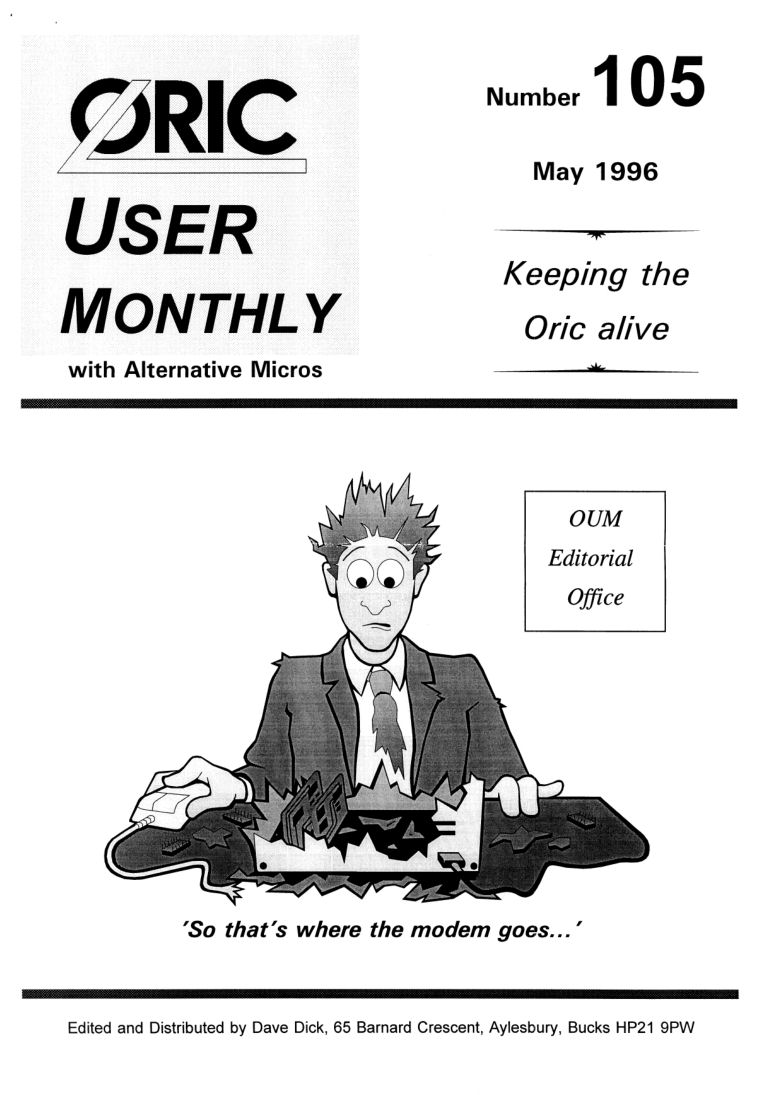 ORIC
USER
MONTHLY
with Alternative Micros
Number 105
May 1996
Keeping the
Oric alive
OUM
Editorial
Office
'So that's where the modem goes...'
Edited and Distributed by Dave Dick, 65 Barnard Crescent, Aylesbury, Bucks HP21 9PW